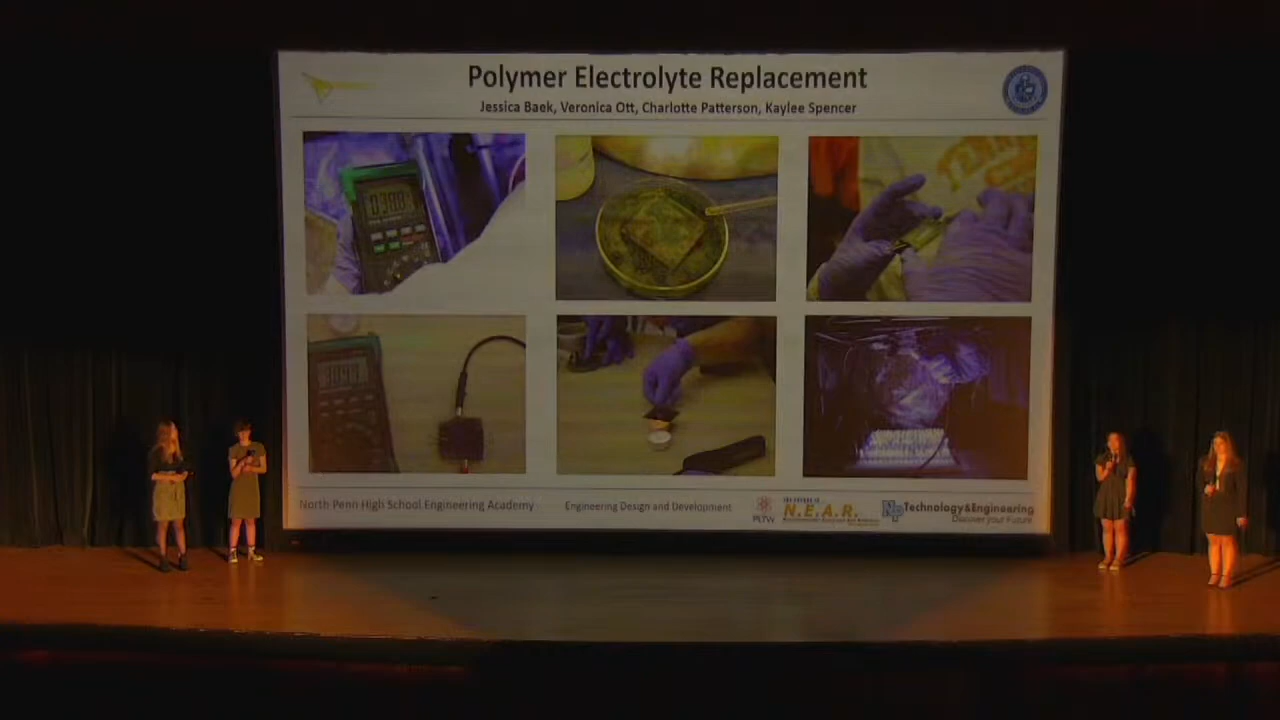 Polymer Electrolyte Replacement
Jessica Baek, Veronica Ott, Charlotte Patterson, Kaylee Spencer
North Penn High School Engineering Academy
Engineering Design and Development
PLTW
N.E.A.R.
Technology&Engineering
Discover your Future